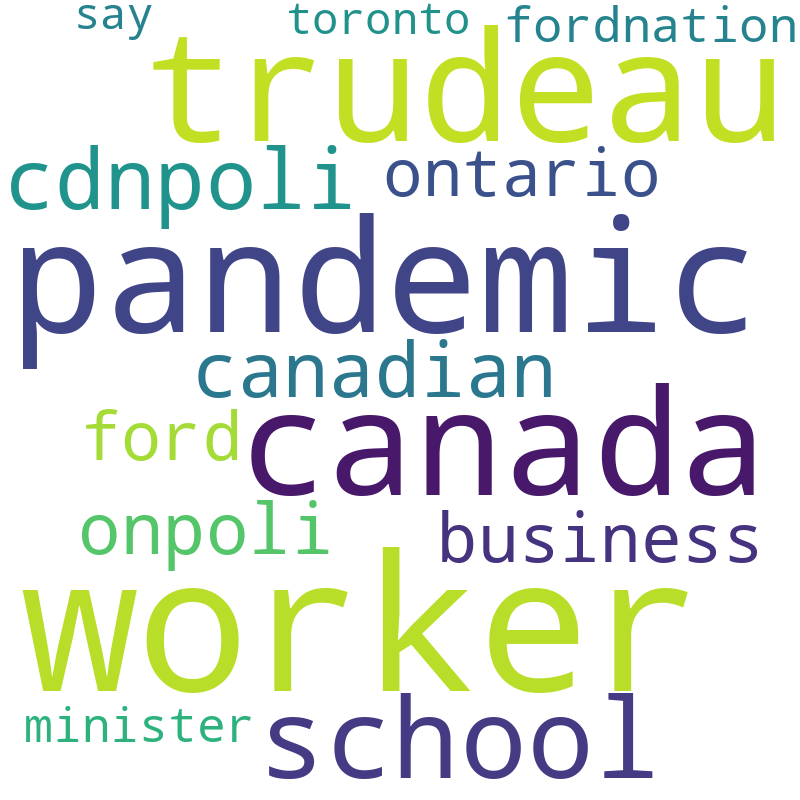 say toronto fordnation
trudeau
cdnpoli ontario
pandemic
canadian
ford canada
onpoli business
worker
minister school